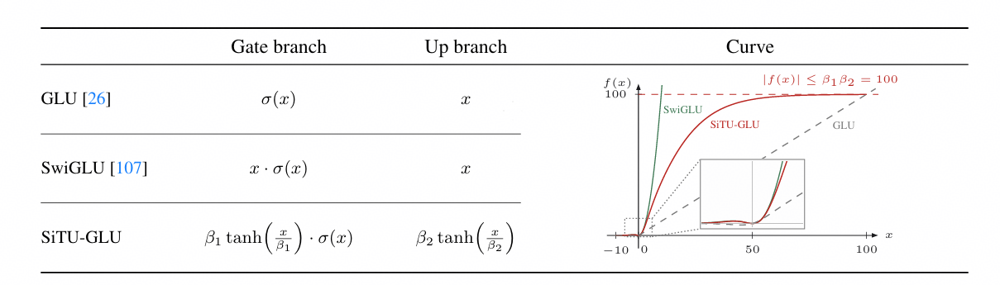 Gate branch Up branch Curve
GLU [26] σ(x) x
SwiGLU [107] x · σ(x) x
SiTU-GLU β₁ tanh(x/β₁) · σ(x) β₂ tanh(x/β₂)
|f(x)| ≤ β₁β₂ = 100
f(x)
100
SwiGLU
SiTU-GLU
GLU
x
−10 0 50 100